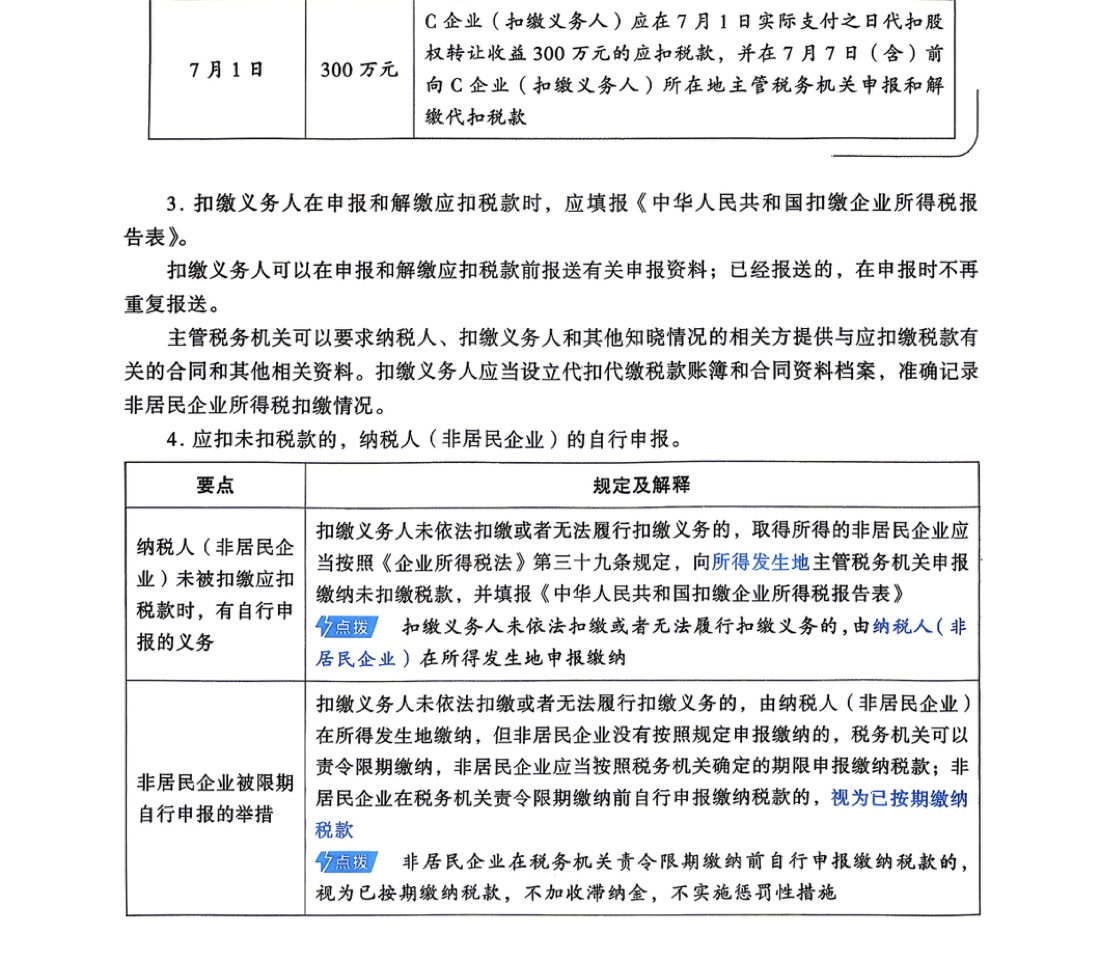 C企业（扣缴义务人）应在7月1日实际支付之日代扣股
权转让收益300万元的应扣税款，并在7月7日（含）前
7月1日
300万元
向C企业（扣缴义务人）所在地主管税务机关申报和解
缴代扣税款
3. 扣缴义务人在申报和解缴应扣税款时，应填报《中华人民共和国扣缴企业所得税报
告表》。
扣缴义务人可以在申报和解缴应扣税款前报送有关申报资料；已经报送的，在申报时不再
重复报送。
主管税务机关可以要求纳税人、扣缴义务人和其他知晓情况的相关方提供与应扣缴税款有
关的合同和其他相关资料。扣缴义务人应当设立代扣代缴税款账簿和合同资料档案，准确记录
非居民企业所得税扣缴情况。
4. 应扣未扣税款的，纳税人（非居民企业）的自行申报。
要点
规定及解释
纳税人（非居民企
业）未被扣缴应扣
税款时，有自行申
报的义务
扣缴义务人未依法扣缴或者无法履行扣缴义务的，取得所得的非居民企业应
当按照《企业所得税法》第三十九条规定，向所得发生地主管税务机关申报
缴纳未扣缴税款，并填报《中华人民共和国扣缴企业所得税报告表》
点拨 扣缴义务人未依法扣缴或者无法履行扣缴义务的，由纳税人（非
居民企业）在所得发生地申报缴纳
非居民企业被限期
自行申报的举措
扣缴义务人未依法扣缴或者无法履行扣缴义务的，由纳税人（非居民企业）
在所得发生地缴纳，但非居民企业没有按照规定申报缴纳的，税务机关可以
责令限期缴纳，非居民企业应当按照税务机关确定的期限申报缴纳税款；非
居民企业在税务机关责令限期缴纳前自行申报缴纳税款的，视为已按期缴纳
税款
点拨 非居民企业在税务机关责令限期缴纳前自行申报缴纳税款的，
视为已按期缴纳税款，不加收滞纳金，不实施惩罚性措施